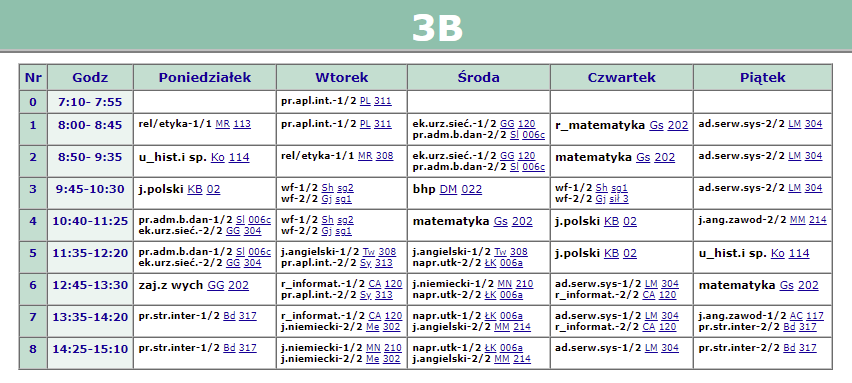 3B
Nr Godz Poniedziałek Wtorek Środa Czwartek Piątek
0 7:10- 7:55 pr.apl.int.-1/2 PL 311
1 8:00- 8:45 rel/etyka-1/1 MR 113 pr.apl.int.-1/2 PL 311 ek.urz.sieć.-1/2 GG 120 r_matematyka Gs 202 ad.serw.sys-2/2 LM 304
pr.adm.b.dan-2/2 Sl 006c
2 8:50- 9:35 u_hist.i sp. Ko 114 rel/etyka-1/1 MR 308 ek.urz.sieć.-1/2 GG 120 matematyka Gs 202 ad.serw.sys-2/2 LM 304
pr.adm.b.dan-2/2 Sl 006c
3 9:45-10:30 j.polski KB 02 wf-1/2 Sh sg2 bhp DM 022 wf-1/2 Sh sg1 ad.serw.sys-2/2 LM 304
wf-2/2 Gj sg1 wf-2/2 Gj sił 3
4 10:40-11:25 pr.adm.b.dan-1/2 Sl 006c wf-1/2 Sh sg2 matematyka Gs 202 j.polski KB 02 j.ang.zawod-2/2 MM 214
ek.urz.sieć.-2/2 GG 304 wf-2/2 Gj sg1
5 11:35-12:20 pr.adm.b.dan-1/2 Sl 006c j.angielski-1/2 Tw 308 j.angielski-1/2 Tw 308 j.polski KB 02 u_hist.i sp. Ko 114
ek.urz.sieć.-2/2 GG 304 pr.apl.int.-2/2 Sy 313 napr.utk-2/2 ŁK 006a
6 12:45-13:30 zaj.z wych GG 202 r_informat.-1/2 CA 120 j.niemiecki-1/2 MN 210 ad.serw.sys-1/2 LM 304 matematyka Gs 202
pr.apl.int.-2/2 Sy 313 napr.utk-2/2 ŁK 006a r_informat.-2/2 CA 120
7 13:35-14:20 pr.str.inter-1/2 Bd 317 r_informat.-1/2 CA 120 napr.utk-1/2 ŁK 006a ad.serw.sys-1/2 LM 304 j.ang.zawod-1/2 AC 117
j.niemiecki-2/2 Me 302 j.angielski-2/2 MM 214 r_informat.-2/2 CA 120 pr.str.inter-2/2 Bd 317
8 14:25-15:10 pr.str.inter-1/2 Bd 317 j.niemiecki-1/2 MN 210 napr.utk-1/2 ŁK 006a ad.serw.sys-1/2 LM 304 pr.str.inter-2/2 Bd 317
j.niemiecki-2/2 Me 302 j.angielski-2/2 MM 214